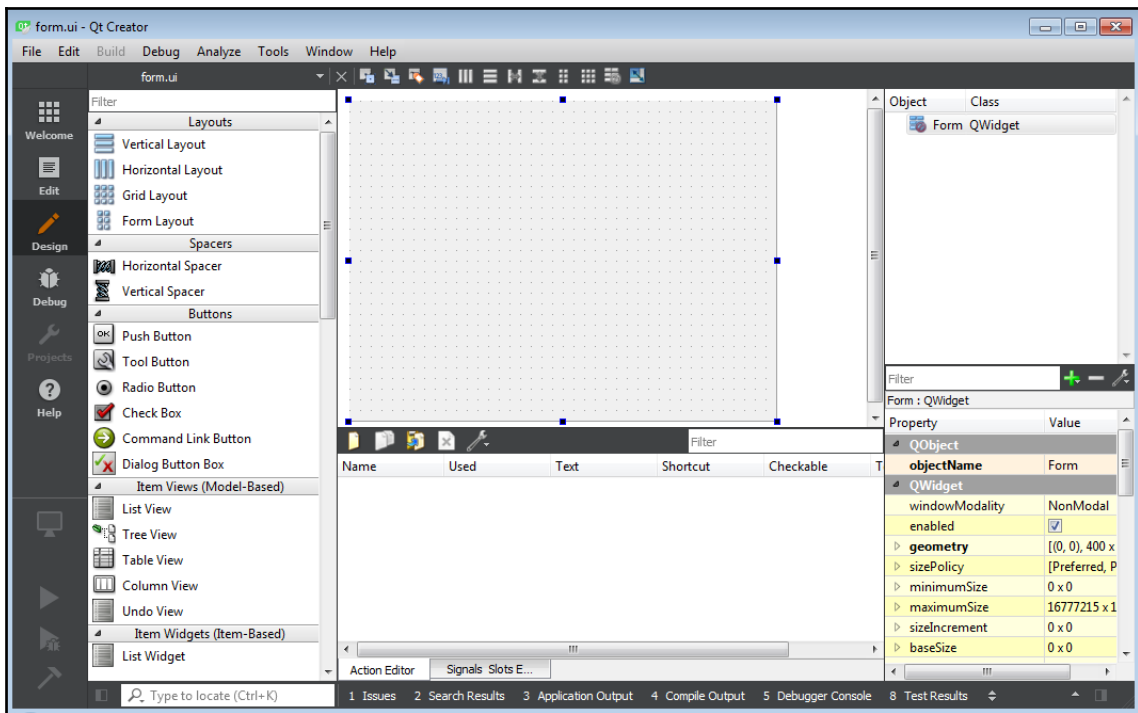 form.ui - Qt Creator
File Edit Build Debug Analyze Tools Window Help
form.ui
Welcome
Edit
Design
Debug
Projects
Help
Filter
Layouts
Vertical Layout
Horizontal Layout
Grid Layout
Form Layout
Spacers
Horizontal Spacer
Vertical Spacer
Buttons
Push Button
Tool Button
Radio Button
Check Box
Command Link Button
Dialog Button Box
Item Views (Model-Based)
List View
Tree View
Table View
Column View
Undo View
Item Widgets (Item-Based)
List Widget
Filter
Name Used Text Shortcut Checkable T
Action Editor Signals Slots E...
Object Class
Form QWidget
Filter
Form : QWidget
Property Value
QObject
objectName Form
QWidget
windowModality NonModal
enabled
geometry [(0, 0), 400 x
sizePolicy [Preferred, P
minimumSize 0 x 0
maximumSize 16777215 x 1
sizeIncrement 0 x 0
baseSize 0 x 0
Type to locate (Ctrl+K)
1 Issues 2 Search Results 3 Application Output 4 Compile Output 5 Debugger Console 8 Test Results